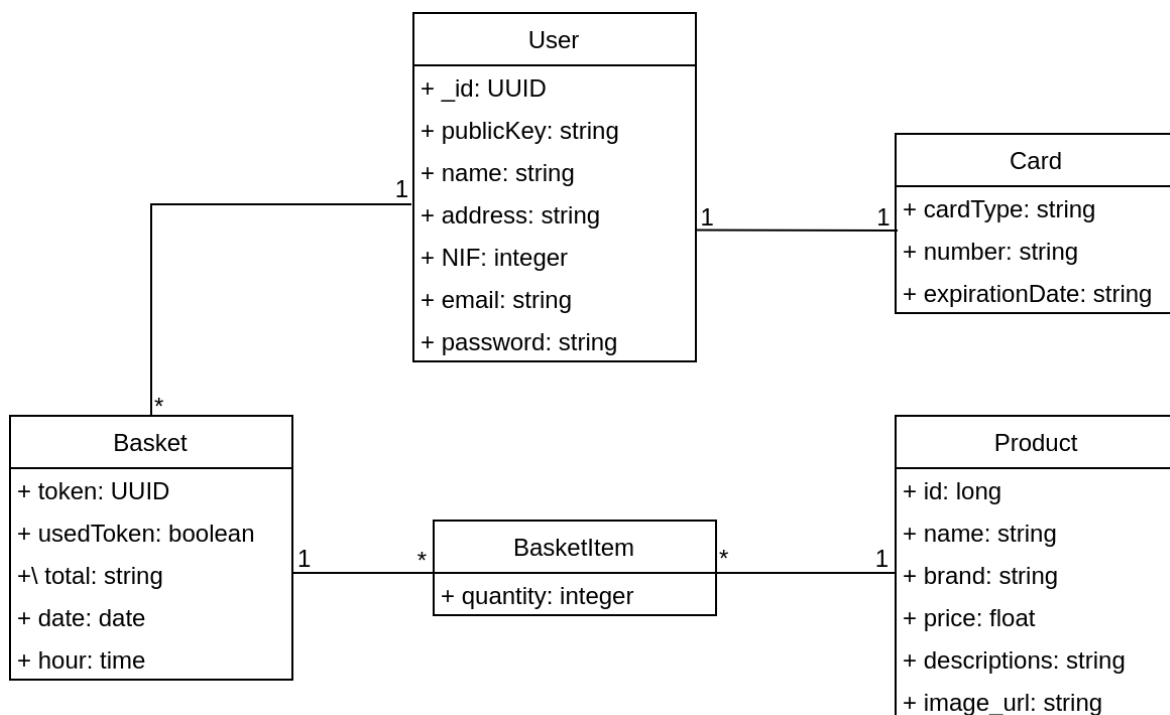 User
+ _id: UUID
+ publicKey: string
+ name: string
+ address: string
+ NIF: integer
+ email: string
+ password: string
1
1
1
Card
+ cardType: string
+ number: string
+ expirationDate: string
*
Basket
+ token: UUID
+ usedToken: boolean
+\ total: string
+ date: date
+ hour: time
1
*
BasketItem
+ quantity: integer
*
1
Product
+ id: long
+ name: string
+ brand: string
+ price: float
+ descriptions: string
+ image_url: string